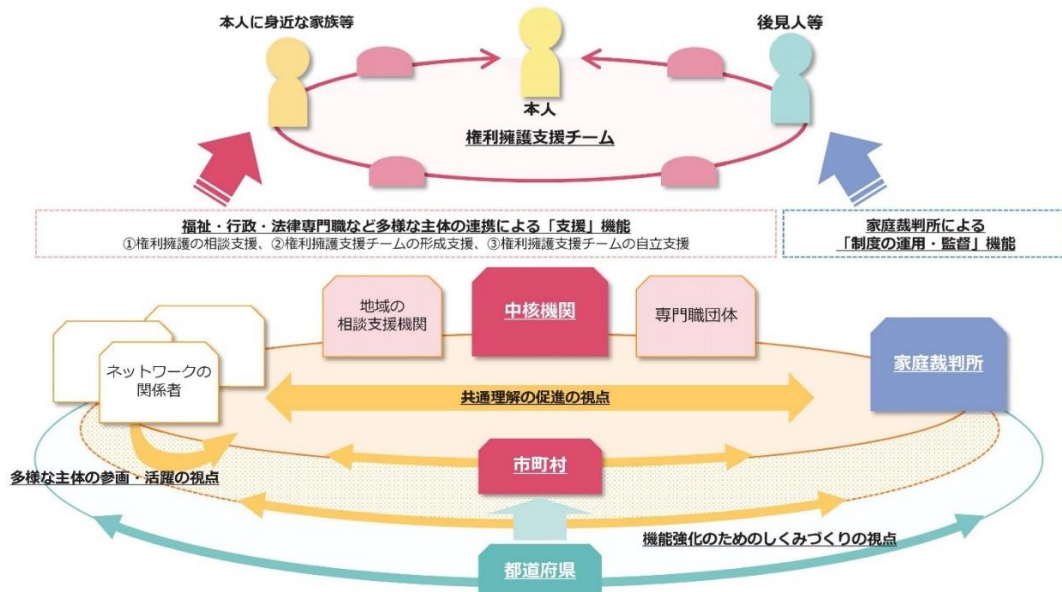 本人に身近な家族等
後見人等
本人
権利擁護支援チーム
福祉・行政・法律専門職など多様な主体の連携による「支援」機能
①権利擁護の相談支援、②権利擁護支援チームの形成支援、③権利擁護支援チームの自立支援
家庭裁判所による
「制度の運用・監督」機能
地域の
相談支援機関
中核機関
専門職団体
ネットワークの
関係者
家庭裁判所
共通理解の促進の視点
市町村
多様な主体の参画・活躍の視点
機能強化のためのしくみづくりの視点
都道府県